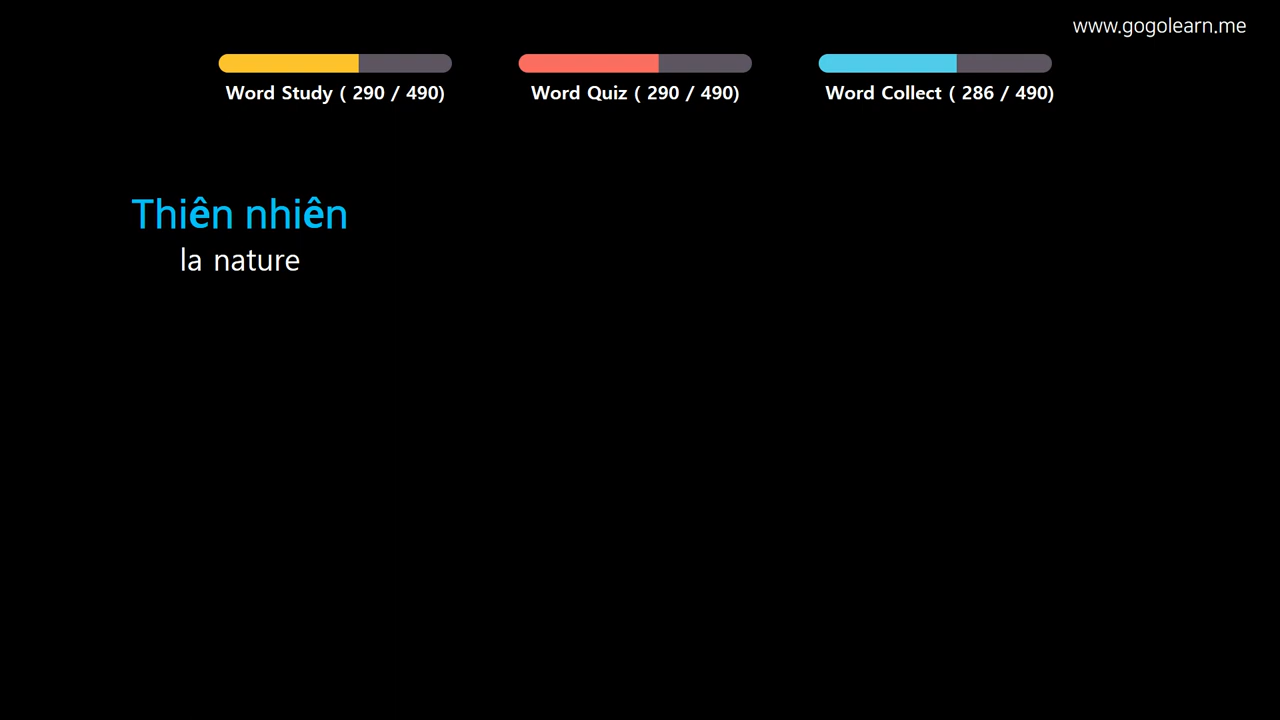 www.gogolearn.me
Word Study ( 290 / 490)
Word Quiz ( 290 / 490)
Word Collect ( 286 / 490)
Thiên nhiên
la nature